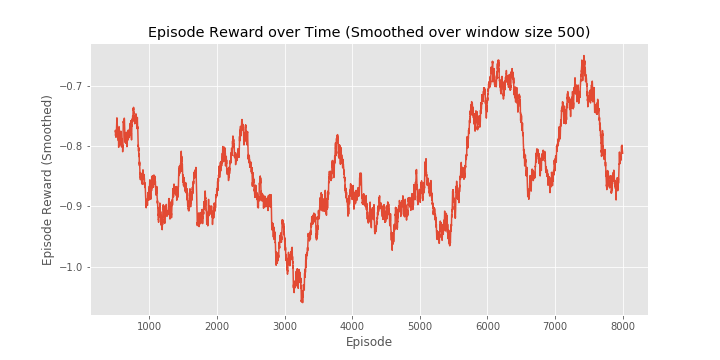 Episode Reward over Time (Smoothed over window size 500)
Episode Reward (Smoothed)
−0.7
−0.8
−0.9
−1.0
1000 2000 3000 4000 5000 6000 7000 8000
Episode